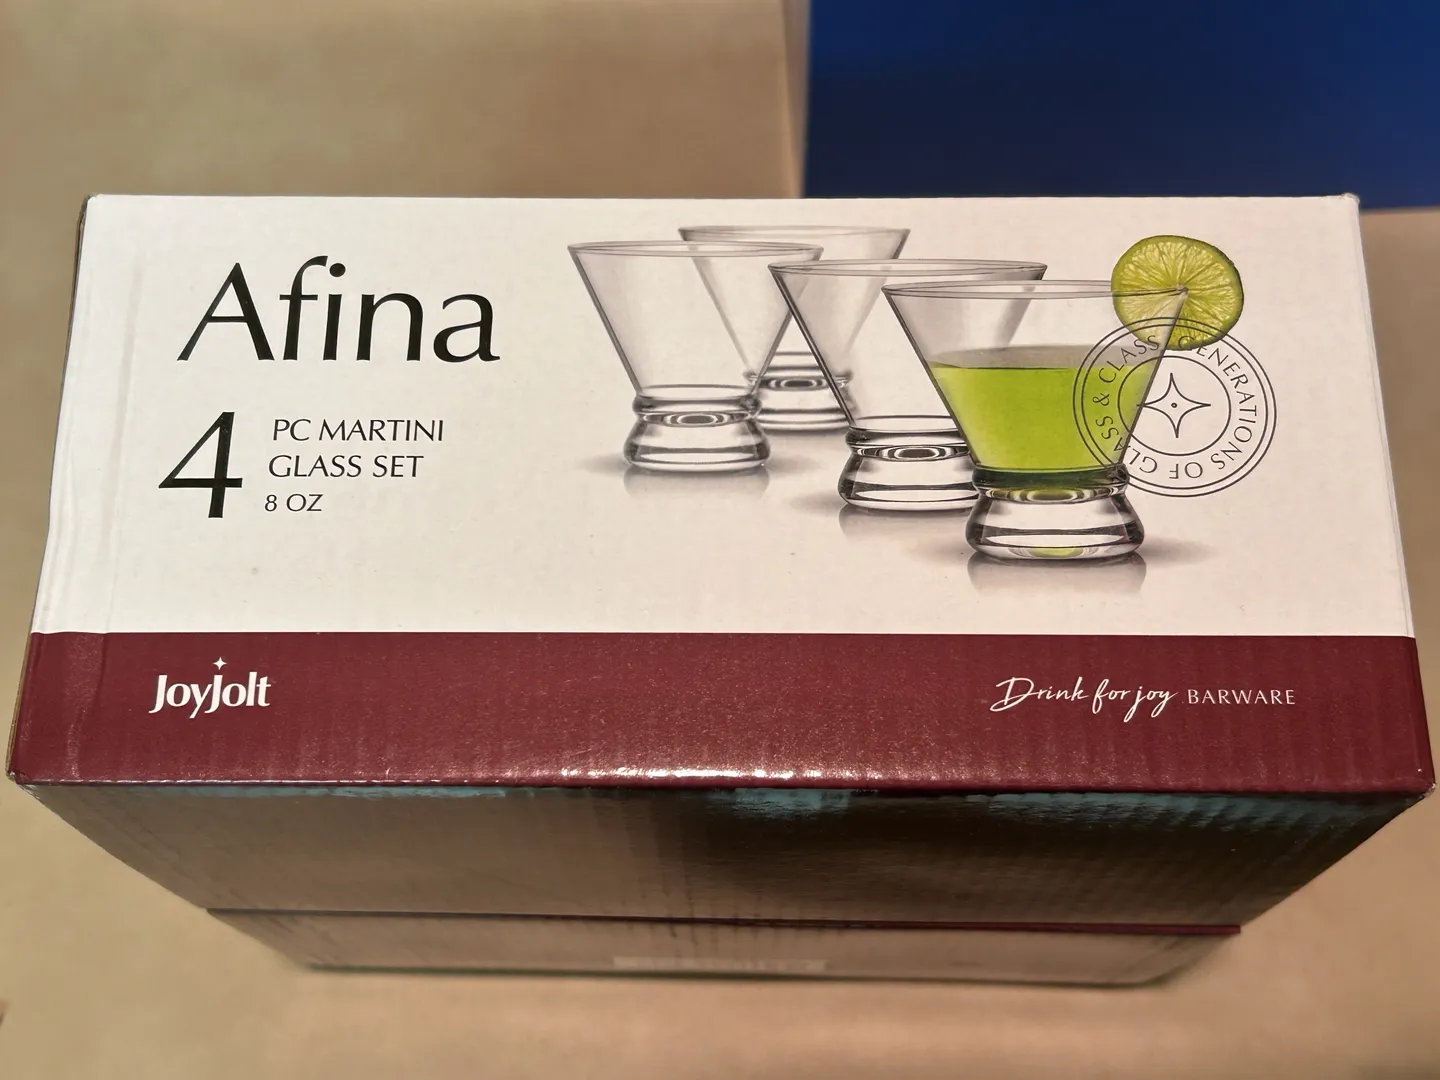 Afina
4
PC MARTINI
GLASS SET
8 OZ
GENERATIONS OF GLASS & CLASS
JoyJolt
Drink for joy BARWARE